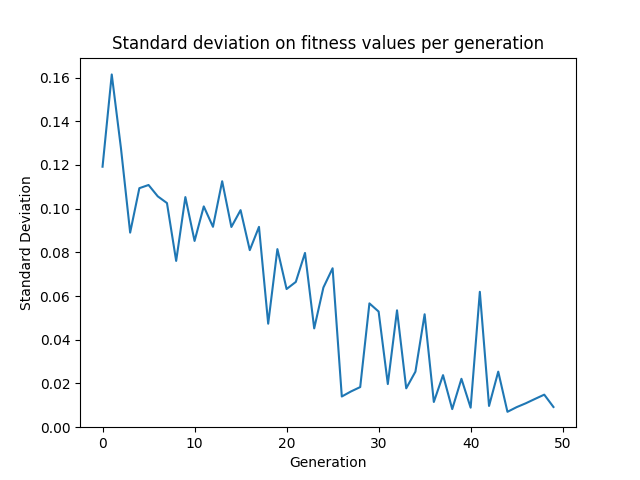 Standard deviation on fitness values per generation
0.16
0.14
0.12
0.10
0.08
0.06
0.04
0.02
0.00
Standard Deviation
0 10 20 30 40 50
Generation